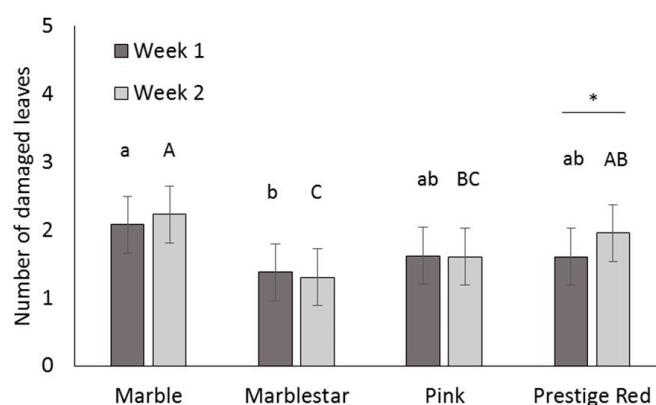 Number of damaged leaves
5
4
3
2
1
0
Week 1
Week 2
a A
b C
ab BC
*
ab AB
Marble Marblestar Pink Prestige Red